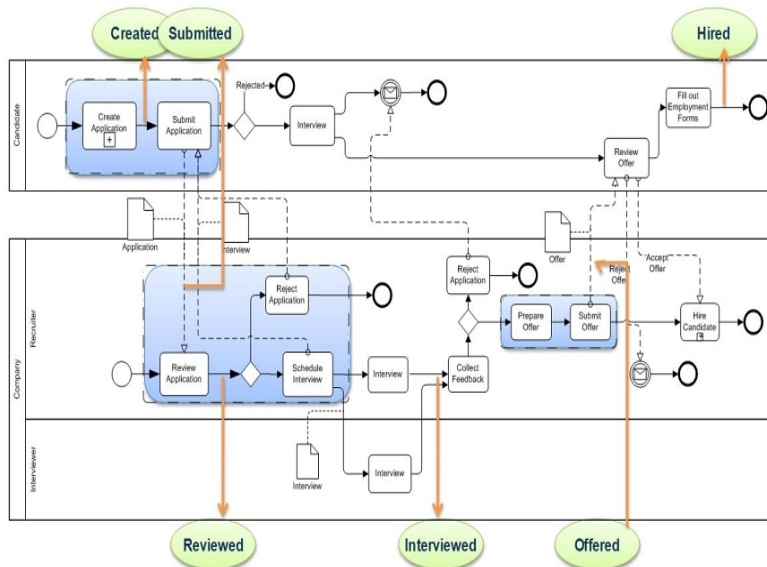 Created
Submitted
Hired
Candidate
Create
Application
Submit
Application
Rejected
Interview
Fill out
Employment
Forms
Review
Offer
Application
Interview
Offer
Reject
Offer
Accept
Offer
Company
Recruiter
Reject
Application
Reject
Application
Prepare
Offer
Submit
Offer
Hire
Candidate
Review
Application
Schedule
Interview
Interview
Collect
Feedback
Interviewer
Interview
Interview
Reviewed
Interviewed
Offered